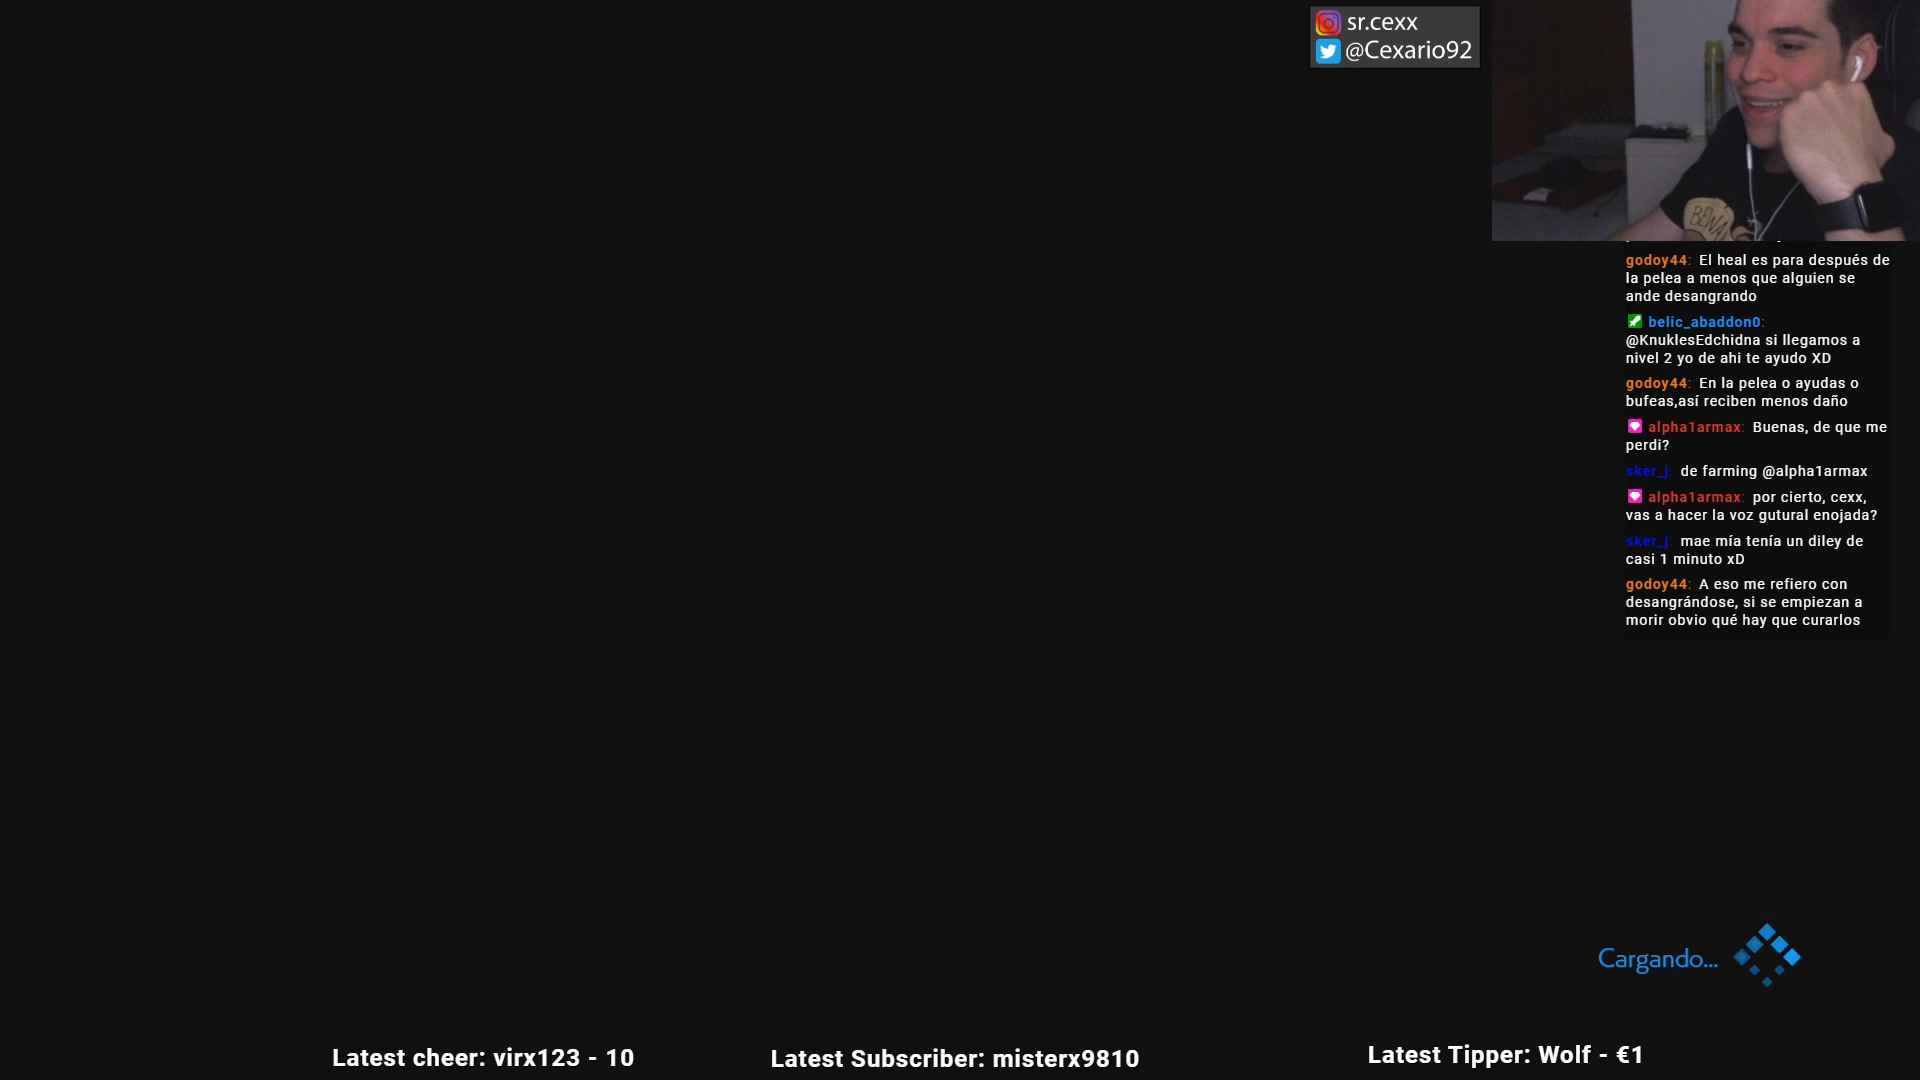 sr.cexx
@Cexario92
godoy44: El heal es para después de
la pelea a menos que alguien se
ande desangrando
belic_abaddon0:
@KnuklesEdchidna si llegamos a
nivel 2 yo de ahi te ayudo XD
godoy44: En la pelea o ayudas o
bufeas,así reciben menos daño
alpha1armax: Buenas, de que me
perdi?
sker_j: de farming @alpha1armax
alpha1armax: por cierto, cexx,
vas a hacer la voz gutural enojada?
sker_j: mae mía tenía un diley de
casi 1 minuto xD
godoy44: A eso me refiero con
desangrándose, si se empiezan a
morir obvio qué hay que curarlos
Cargando...
Latest cheer: virx123 - 10
Latest Subscriber: misterx9810
Latest Tipper: Wolf - €1